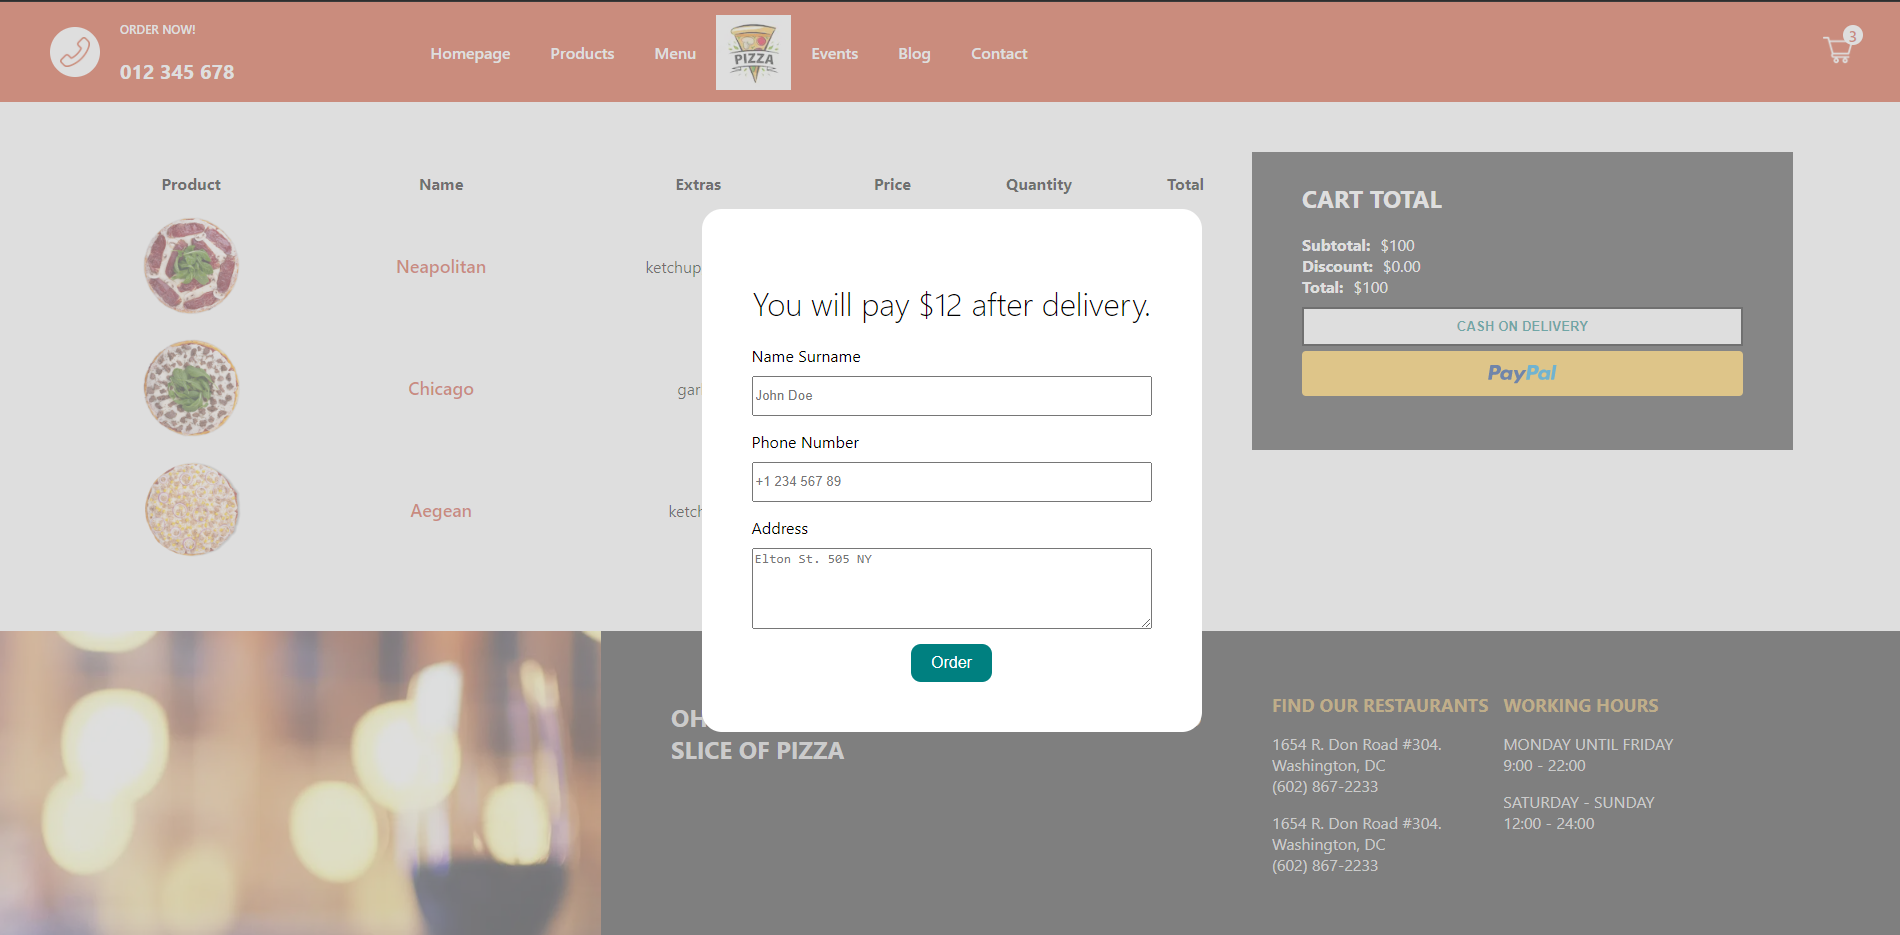 ORDER NOW!
012 345 678
Homepage
Products
Menu
PIZZA
Events
Blog
Contact
3
Product
Name
Extras
Price
Quantity
Total
Neapolitan
ketchup
Chicago
Aegean
You will pay $12 after delivery.
Name Surname
John Doe
Phone Number
+1 234 567 89
Address
Elton St. 505 NY
Order
CART TOTAL
Subtotal: $100
Discount: $0.00
Total: $100
CASH ON DELIVERY
PayPal
OH
SLICE OF PIZZA
FIND OUR RESTAURANTS
1654 R. Don Road #304.
Washington, DC
(602) 867-2233
1654 R. Don Road #304.
Washington, DC
(602) 867-2233
WORKING HOURS
MONDAY UNTIL FRIDAY
9:00 - 22:00
SATURDAY - SUNDAY
12:00 - 24:00